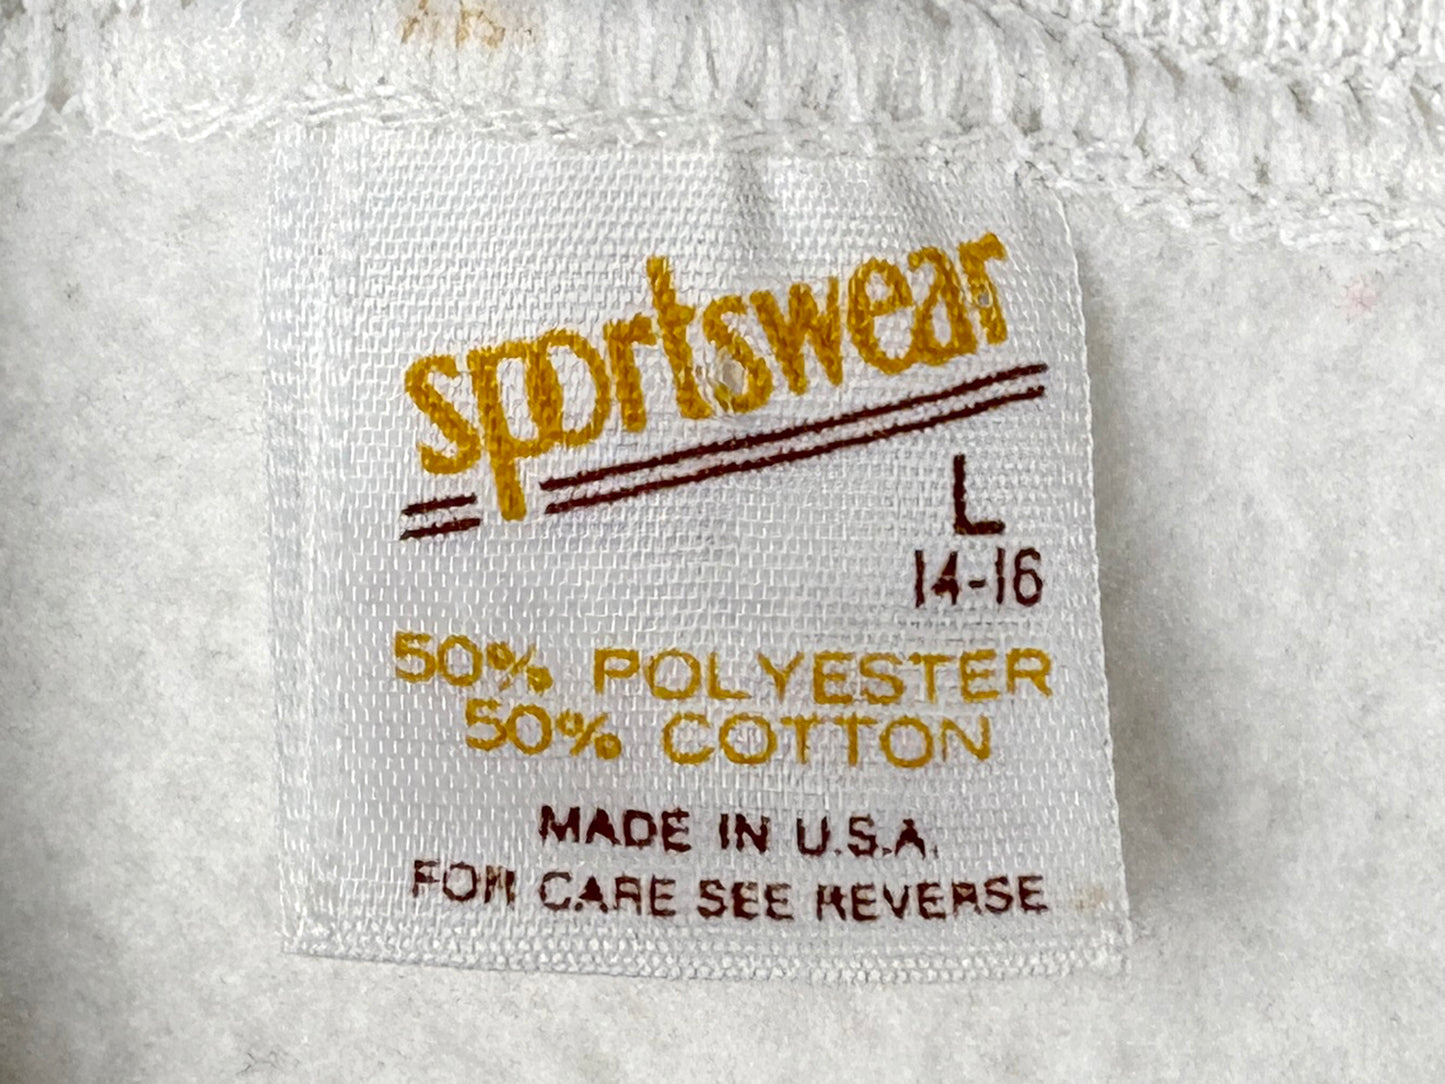 sportswear
L
14-16
50% POLYESTER
50% COTTON
MADE IN U.S.A.
FOR CARE SEE REVERSE